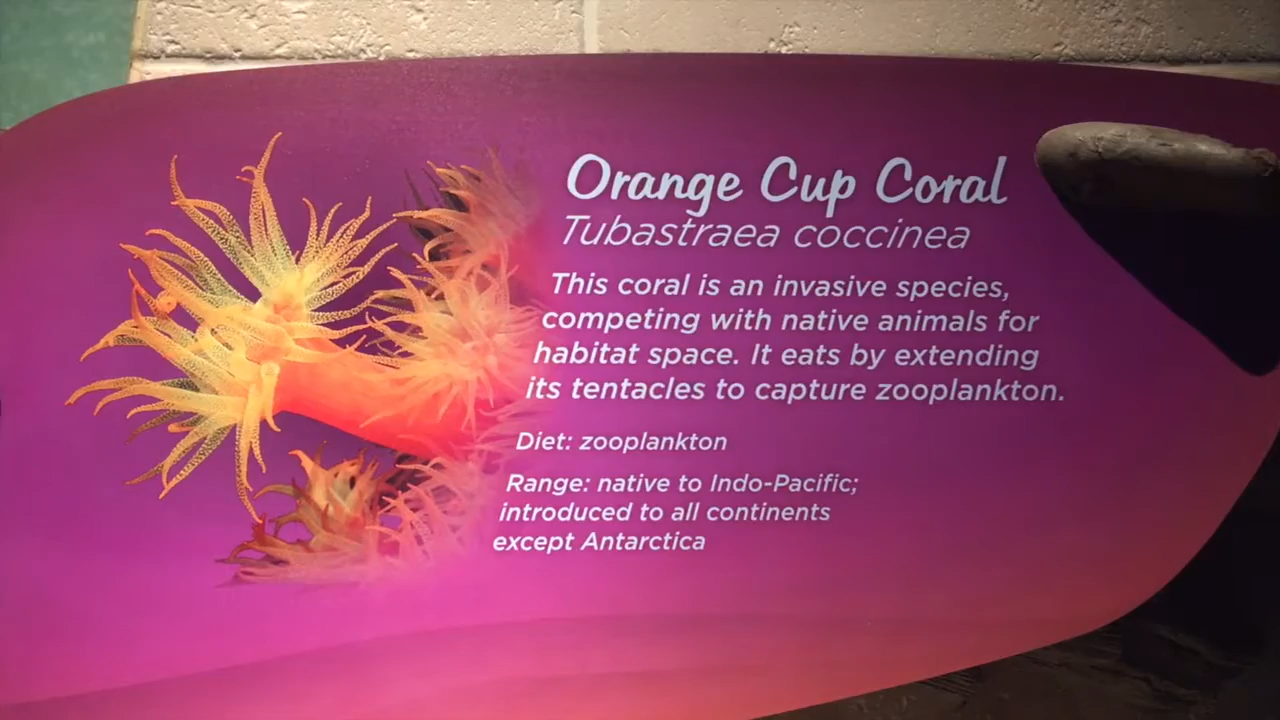 Orange Cup Coral
Tubastraea coccinea
This coral is an invasive species,
competing with native animals for
habitat space. It eats by extending
its tentacles to capture zooplankton.
Diet: zooplankton
Range: native to Indo-Pacific;
introduced to all continents
except Antarctica